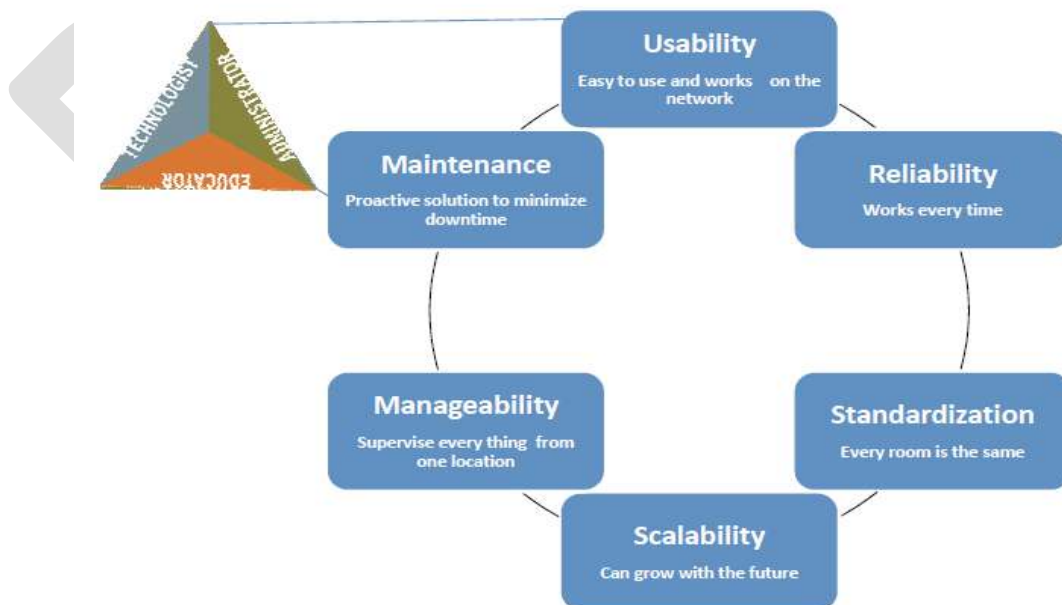 TECHNOLOGIST
ADMINISTRATOR
EDUCATOR
Usability
Easy to use and works on the
network
Reliability
Works every time
Standardization
Every room is the same
Scalability
Can grow with the future
Manageability
Supervise every thing from
one location
Maintenance
Proactive solution to minimize
downtime